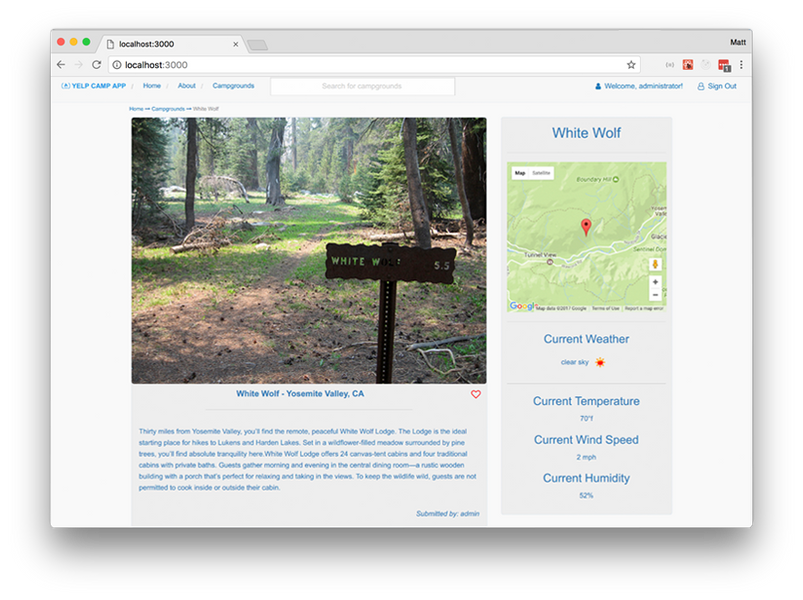 localhost:3000
Matt
localhost:3000
YELP CAMP APP / Home / About / Campgrounds
Search for campgrounds
Welcome, administrator!
Sign Out
Home ⇒ Campgrounds ⇒ White Wolf
WHITE W
5.5
White Wolf - Yosemite Valley, CA
Thirty miles from Yosemite Valley, you'll find the remote, peaceful White Wolf Lodge. The Lodge is the ideal
starting place for hikes to Lukens and Harden Lakes. Set in a wildflower-filled meadow surrounded by pine
trees, you'll find absolute tranquility here.White Wolf Lodge offers 24 canvas-tent cabins and four traditional
cabins with private baths. Guests gather morning and evening in the central dining room—a rustic wooden
building with a porch that's perfect for relaxing and taking in the views. To keep the wildlife wild, guests are not
permitted to cook inside or outside their cabin.
Submitted by: admin
White Wolf
Map Satellite
Boundary Hill
Tunnel View
Sentinel Dom
Google
Map data ©2017 Google
Terms of Use
Report a map error
Current Weather
clear sky
Current Temperature
70°f
Current Wind Speed
2 mph
Current Humidity
52%